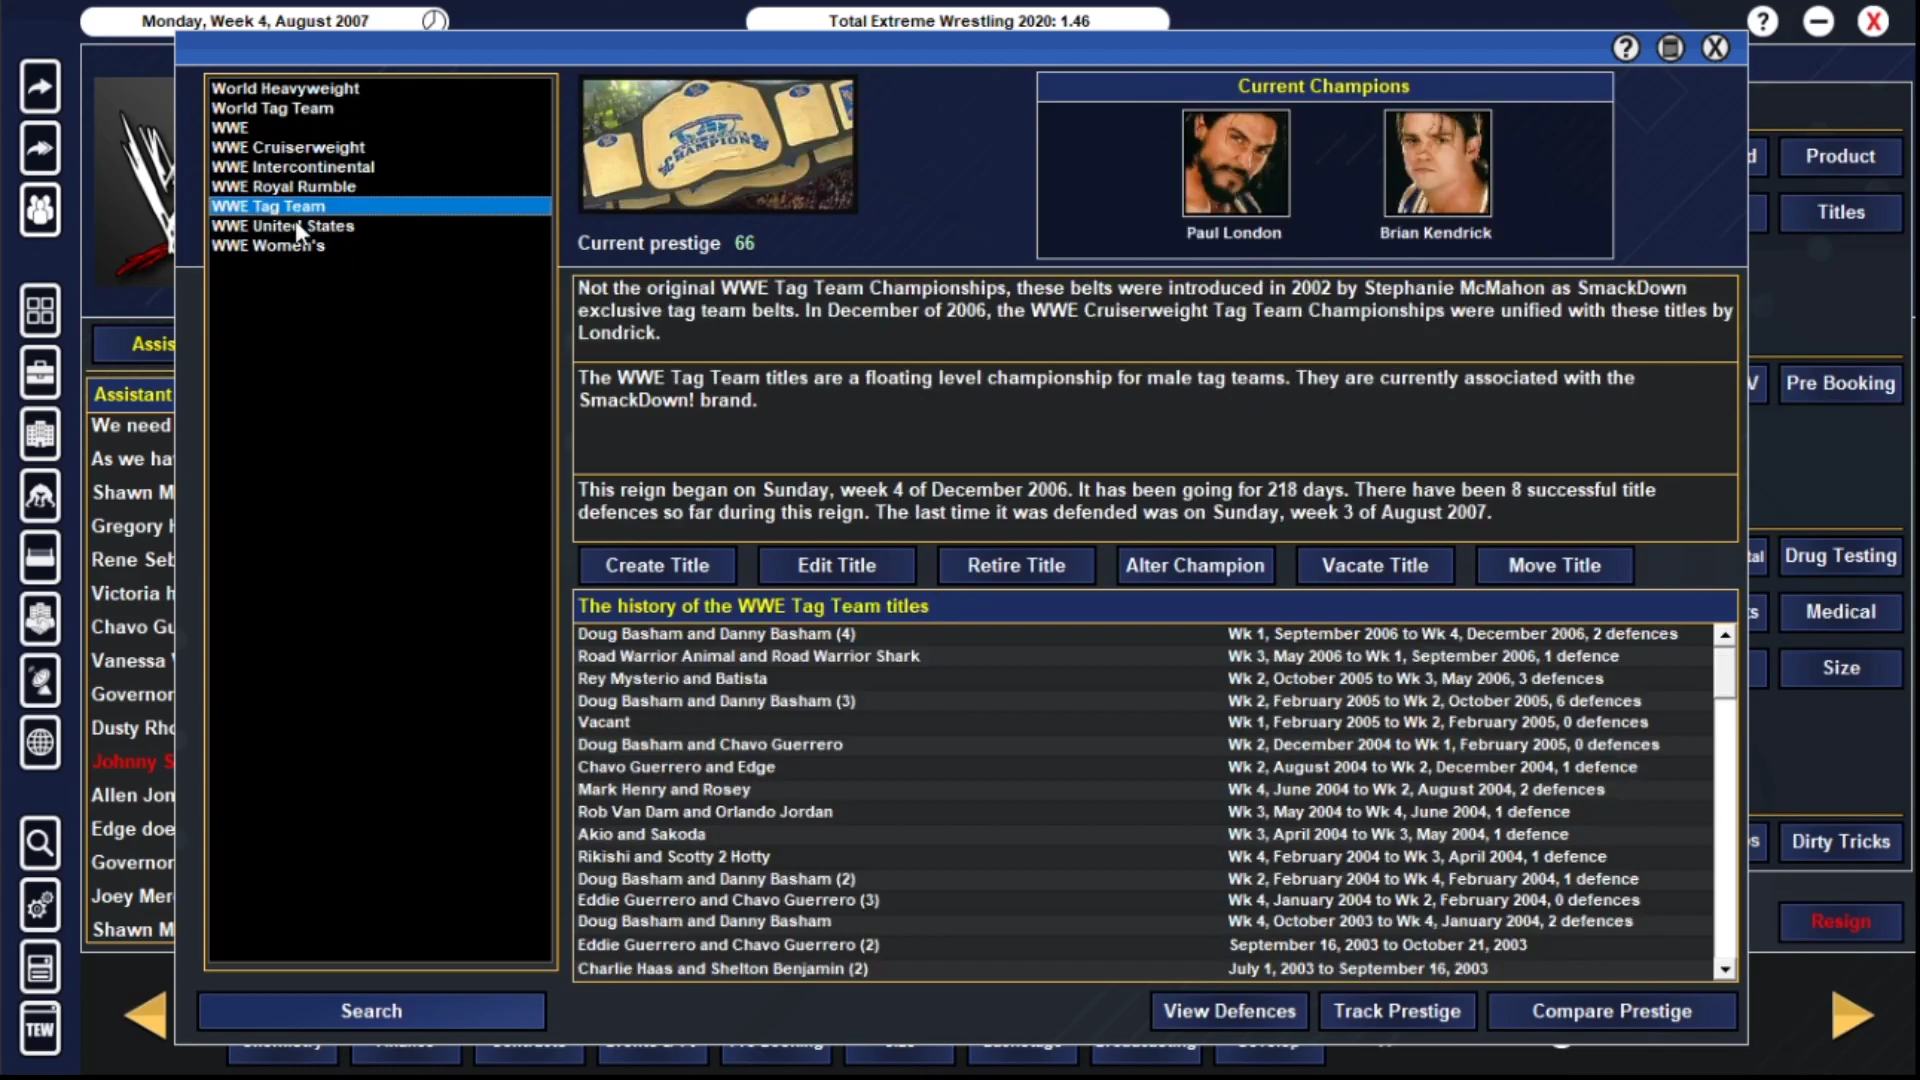 Monday, Week 4, August 2007
Total Extreme Wrestling 2020: 1.46
World Heavyweight
World Tag Team
WWE
WWE Cruiserweight
WWE Intercontinental
WWE Royal Rumble
WWE Tag Team
WWE United States
WWE Women's
Current prestige 66
Current Champions
Paul London
Brian Kendrick
Not the original WWE Tag Team Championships, these belts were introduced in 2002 by Stephanie McMahon as SmackDown
exclusive tag team belts. In December of 2006, the WWE Cruiserweight Tag Team Championships were unified with these titles by
Londrick.
The WWE Tag Team titles are a floating level championship for male tag teams. They are currently associated with the
SmackDown! brand.
This reign began on Sunday, week 4 of December 2006. It has been going for 218 days. There have been 8 successful title
defences so far during this reign. The last time it was defended was on Sunday, week 3 of August 2007.
Create Title
Edit Title
Retire Title
Alter Champion
Vacate Title
Move Title
The history of the WWE Tag Team titles
Doug Basham and Danny Basham (4) Wk 1, September 2006 to Wk 4, December 2006, 2 defences
Road Warrior Animal and Road Warrior Shark Wk 3, May 2006 to Wk 1, September 2006, 1 defence
Rey Mysterio and Batista Wk 2, October 2005 to Wk 3, May 2006, 3 defences
Doug Basham and Danny Basham (3) Wk 2, February 2005 to Wk 2, October 2005, 6 defences
Vacant Wk 1, February 2005 to Wk 2, February 2005, 0 defences
Doug Basham and Chavo Guerrero Wk 2, December 2004 to Wk 1, February 2005, 0 defences
Chavo Guerrero and Edge Wk 2, August 2004 to Wk 2, December 2004, 1 defence
Mark Henry and Rosey Wk 4, June 2004 to Wk 2, August 2004, 2 defences
Rob Van Dam and Orlando Jordan Wk 3, May 2004 to Wk 4, June 2004, 1 defence
Akio and Sakoda Wk 3, April 2004 to Wk 3, May 2004, 1 defence
Rikishi and Scotty 2 Hotty Wk 4, February 2004 to Wk 3, April 2004, 1 defence
Doug Basham and Danny Basham (2) Wk 2, February 2004 to Wk 4, February 2004, 1 defence
Eddie Guerrero and Chavo Guerrero (3) Wk 4, January 2004 to Wk 2, February 2004, 0 defences
Doug Basham and Danny Basham Wk 4, October 2003 to Wk 4, January 2004, 2 defences
Eddie Guerrero and Chavo Guerrero (2) September 16, 2003 to October 21, 2003
Charlie Haas and Shelton Benjamin (2) July 1, 2003 to September 16, 2003
Search
View Defences
Track Prestige
Compare Prestige
Assis
Assistant
We need
As we ha
Shawn M
Gregory H
Rene Seb
Victoria h
Chavo Gu
Vanessa
Governor
Dusty Rho
Johnny S
Allen Jon
Edge doe
Governor
Joey Mer
Shawn M
TEW
Product
Titles
Pre Booking
Drug Testing
Medical
Size
Dirty Tricks
Resign